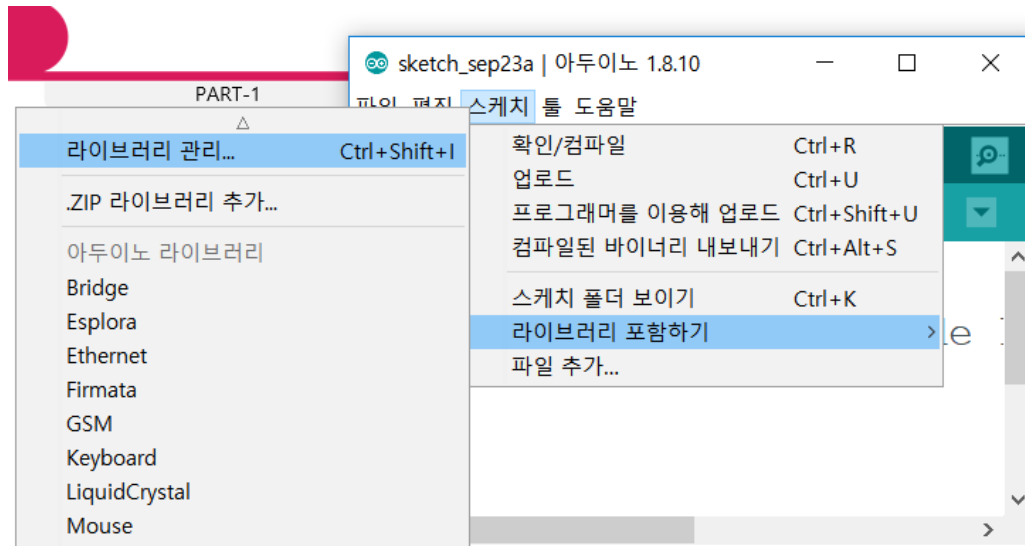 sketch_sep23a | 아두이노 1.8.10
PART-1
파일 편집 스케치 툴 도움말
라이브러리 관리... Ctrl+Shift+I
.ZIP 라이브러리 추가...
아두이노 라이브러리
Bridge
Esplora
Ethernet
Firmata
GSM
Keyboard
LiquidCrystal
Mouse
확인/컴파일 Ctrl+R
업로드 Ctrl+U
프로그래머를 이용해 업로드 Ctrl+Shift+U
컴파일된 바이너리 내보내기 Ctrl+Alt+S
스케치 폴더 보이기 Ctrl+K
라이브러리 포함하기
파일 추가...